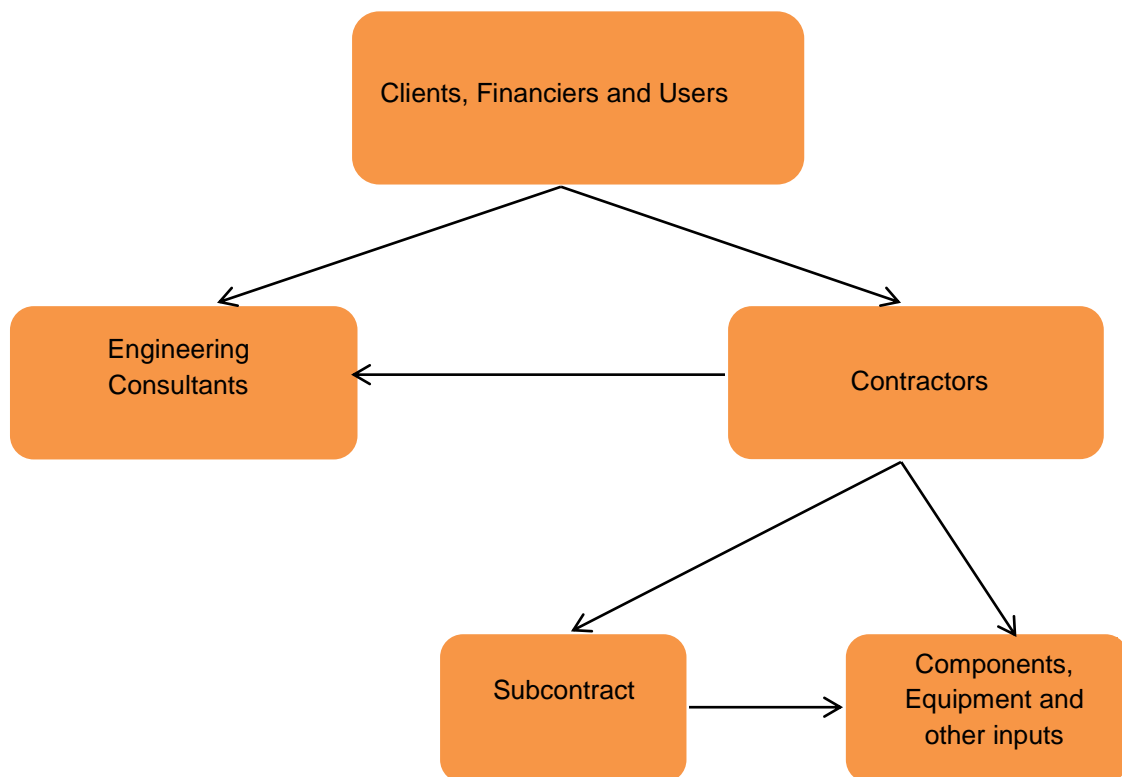 Clients, Financiers and Users
Engineering
Consultants
Contractors
Subcontract
Components,
Equipment and
other inputs